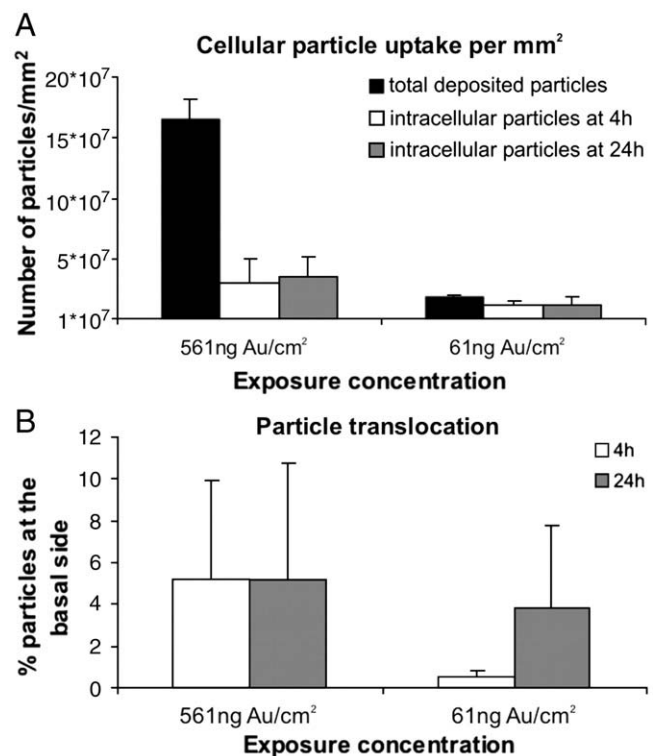 A
Cellular particle uptake per mm²
Number of particles/mm²
20*10⁷
15*10⁷
10*10⁷
5*10⁷
1*10⁷
total deposited particles
intracellular particles at 4h
intracellular particles at 24h
561ng Au/cm²
61ng Au/cm²
Exposure concentration
B
Particle translocation
% particles at the
basal side
12
10
8
6
4
2
0
4h
24h
561ng Au/cm²
61ng Au/cm²
Exposure concentration